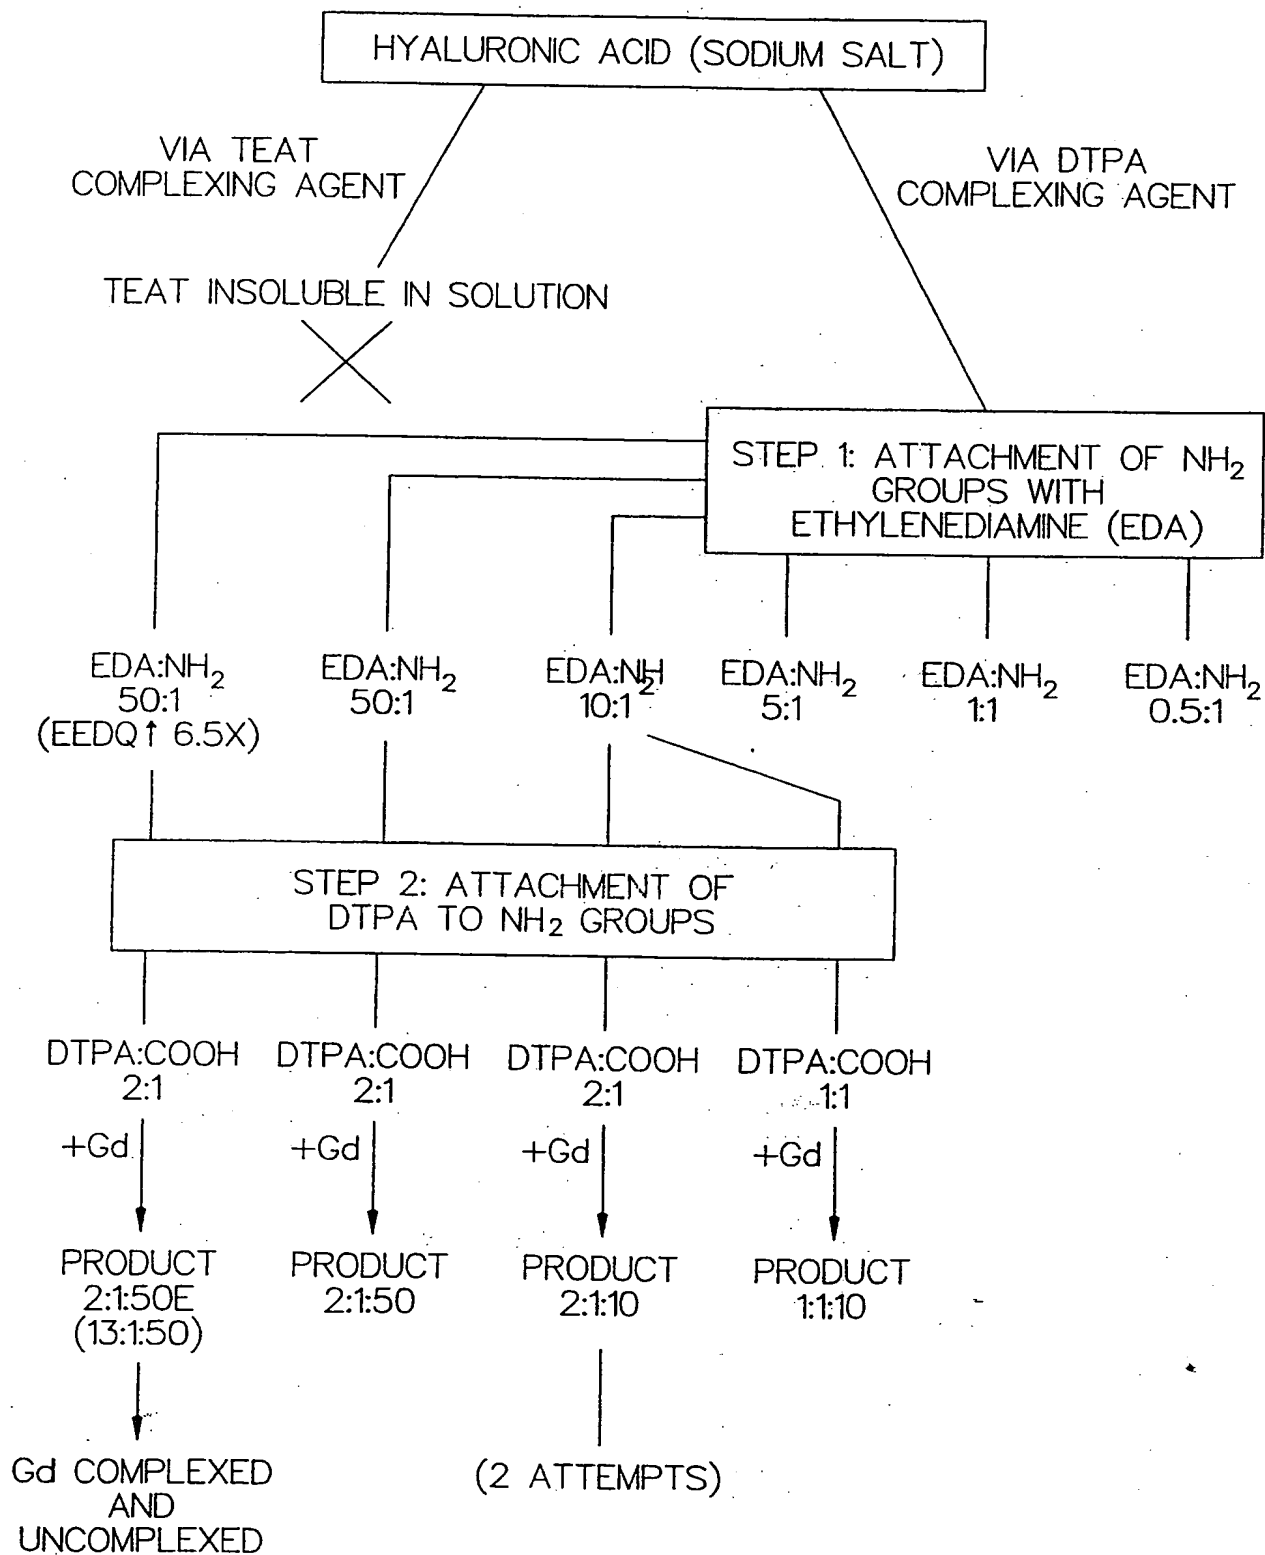 HYALURONIC ACID (SODIUM SALT)
VIA TEAT
COMPLEXING AGENT
VIA DTPA
COMPLEXING AGENT
TEAT INSOLUBLE IN SOLUTION
STEP 1: ATTACHMENT OF NH2
GROUPS WITH
ETHYLENEDIAMINE (EDA)
EDA:NH2
50:1
(EEDQ↑ 6.5X)
EDA:NH2
50:1
EDA:NH2
10:1
EDA:NH2
5:1
EDA:NH2
1:1
EDA:NH2
0.5:1
STEP 2: ATTACHMENT OF
DTPA TO NH2 GROUPS
DTPA:COOH
2:1
DTPA:COOH
2:1
DTPA:COOH
2:1
DTPA:COOH
1:1
+Gd
+Gd
+Gd
+Gd
PRODUCT
2:1:50E
(13:1:50)
PRODUCT
2:1:50
PRODUCT
2:1:10
PRODUCT
1:1:10
Gd COMPLEXED
AND
UNCOMPLEXED
(2 ATTEMPTS)